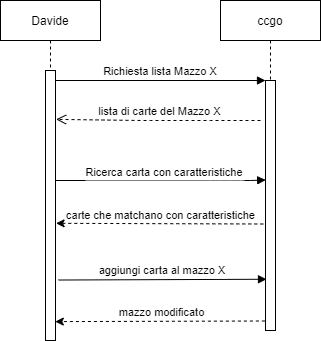 Davide
ccgo
Richiesta lista Mazzo X
lista di carte del Mazzo X
Ricerca carta con caratteristiche
carte che matchano con caratteristiche
aggiungi carta al mazzo X
mazzo modificato